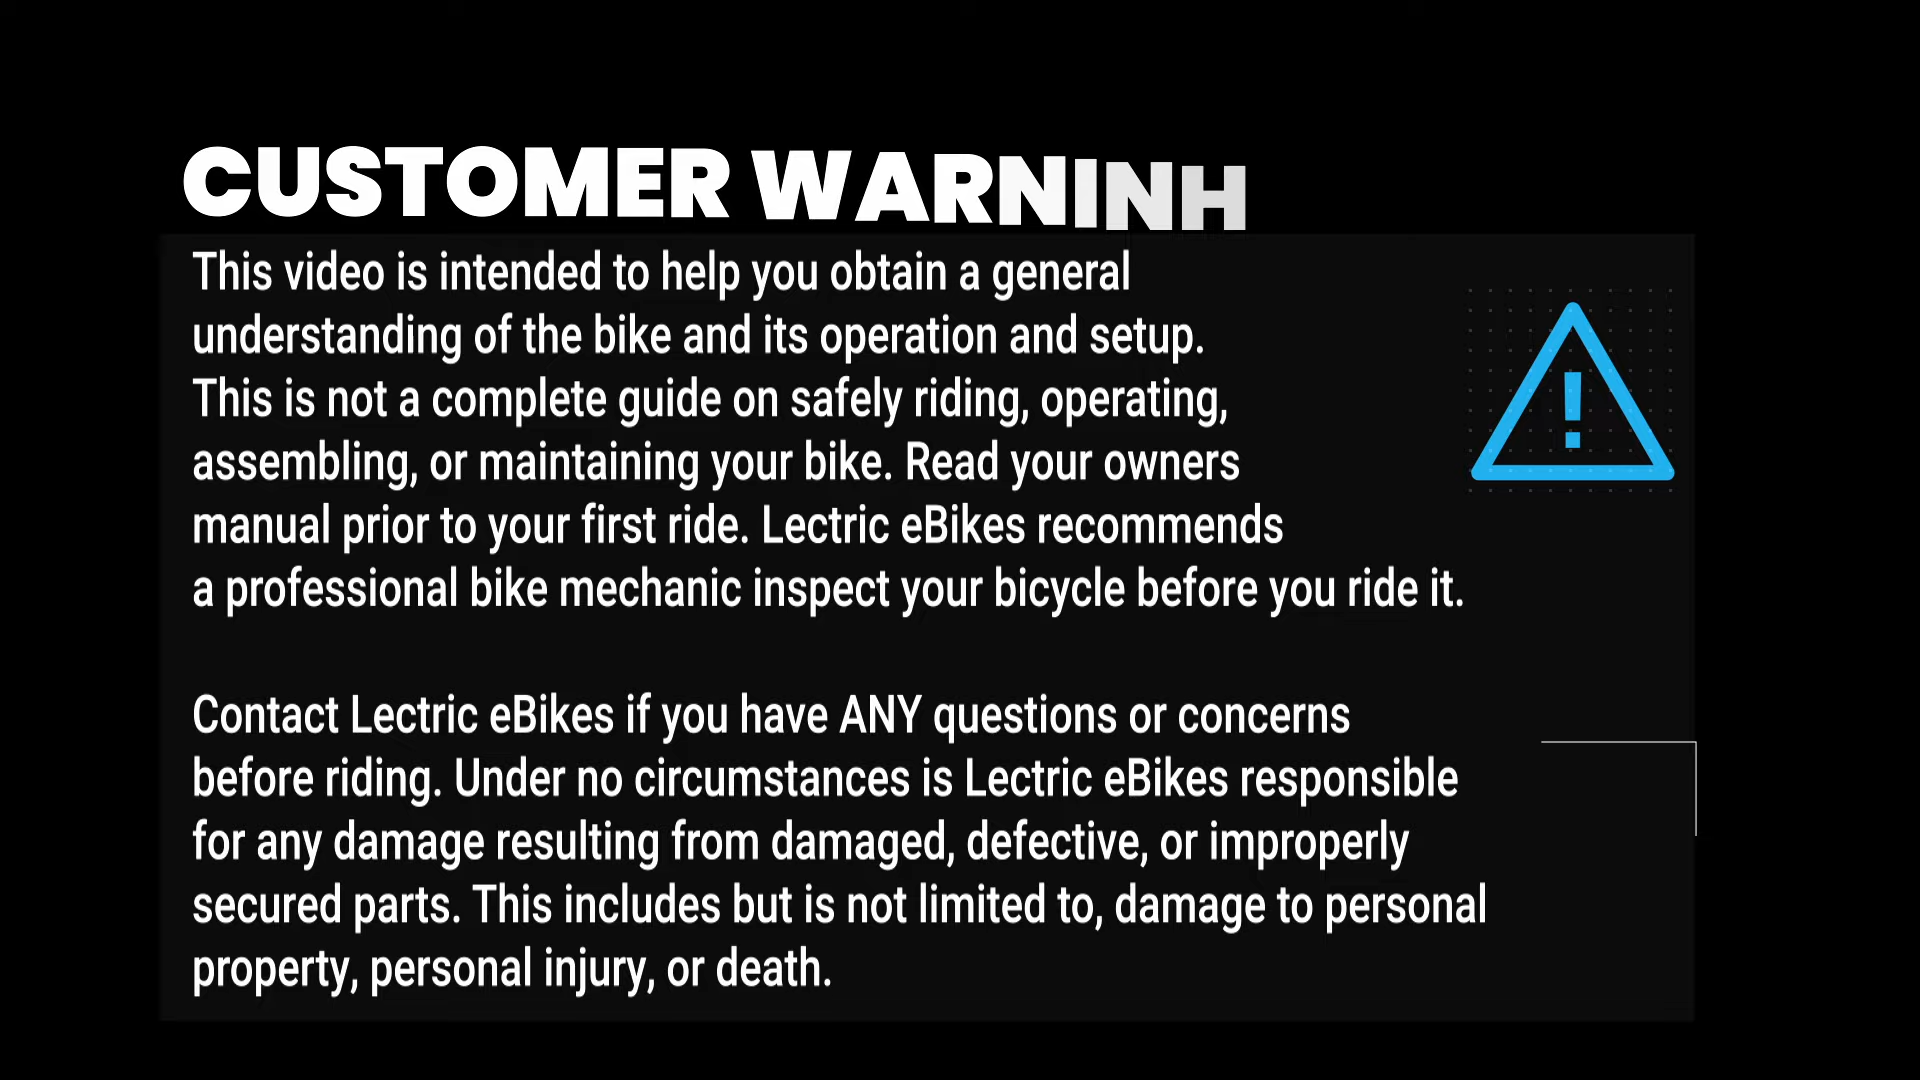 CUSTOMER WARNINH
This video is intended to help you obtain a general
understanding of the bike and its operation and setup.
This is not a complete guide on safely riding, operating,
assembling, or maintaining your bike. Read your owners
manual prior to your first ride. Lectric eBikes recommends
a professional bike mechanic inspect your bicycle before you ride it.
Contact Lectric eBikes if you have ANY questions or concerns
before riding. Under no circumstances is Lectric eBikes responsible
for any damage resulting from damaged, defective, or improperly
secured parts. This includes but is not limited to, damage to personal
property, personal injury, or death.